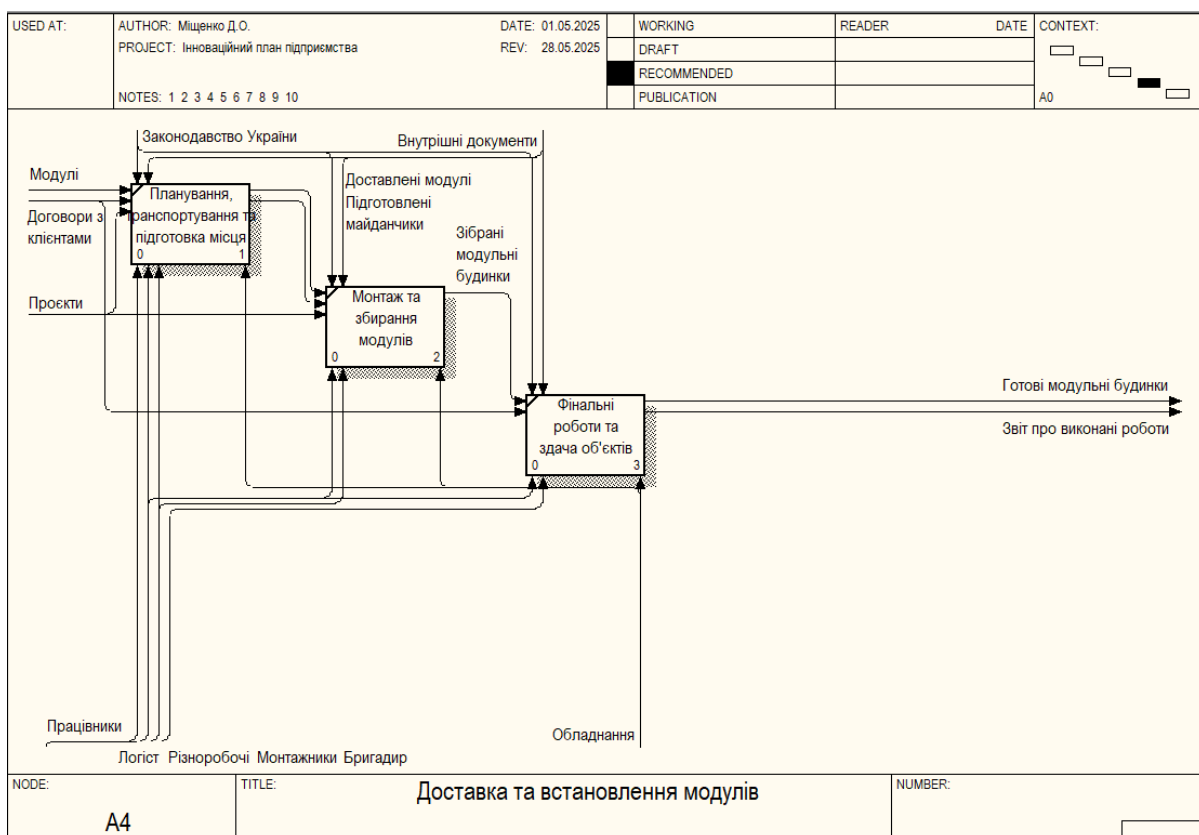 USED AT:
AUTHOR: Міщенко Д.О.
DATE: 01.05.2025
PROJECT: Інноваційний план підприємства
REV: 28.05.2025
NOTES: 1 2 3 4 5 6 7 8 9 10
WORKING
DRAFT
RECOMMENDED
PUBLICATION
READER
DATE
CONTEXT:
A0
Законодавство України
Внутрішні документи
Модулі
Договори з
клієнтами
Проєкти
Планування,
транспортування та
підготовка місця
0
1
Доставлені модулі
Підготовлені
майданчики
Зібрані
модульні
будинки
Монтаж та
збирання
модулів
0
2
Фінальні
роботи та
здача об'єктів
0
3
Готові модульні будинки
Звіт про виконані роботи
Працівники
Обладнання
Логіст Різноробочі Монтажники Бригадир
NODE:
A4
TITLE:
Доставка та встановлення модулів
NUMBER: